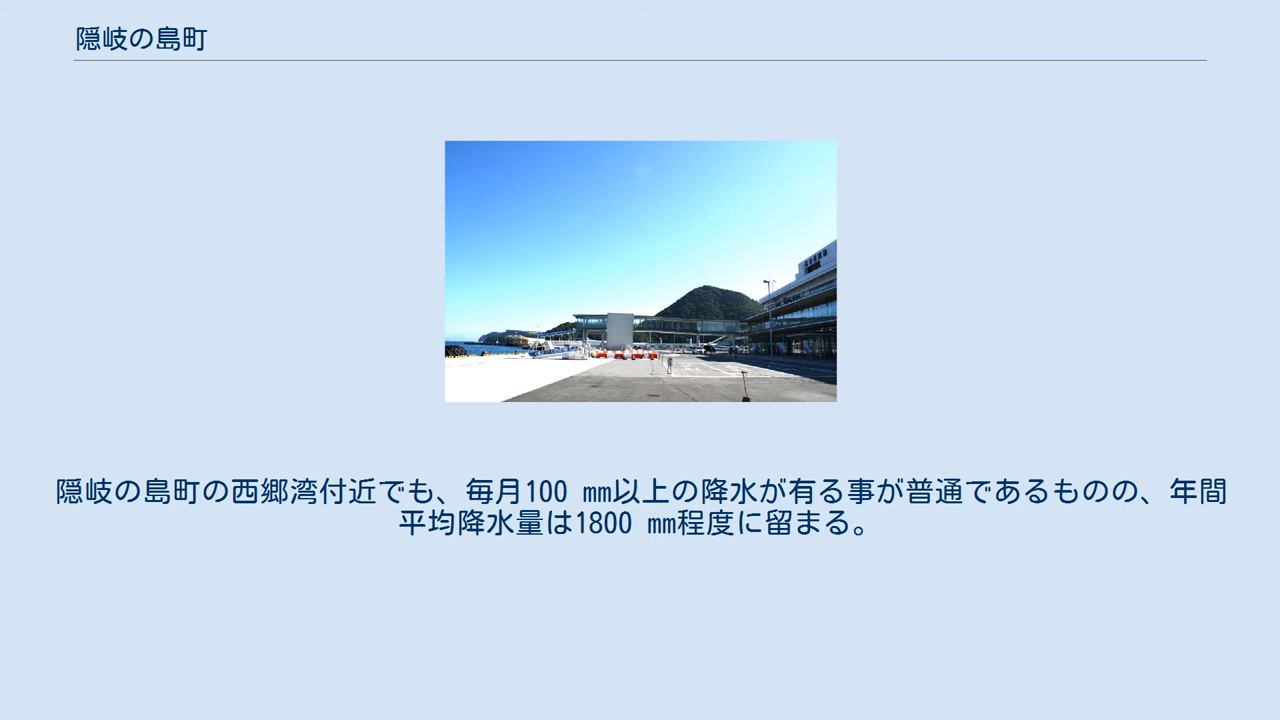 隠岐の島町
隠岐の島町の西郷湾付近でも、毎月100 mm以上の降水が有る事が普通であるものの、年間
平均降水量は1800 mm程度に留まる。